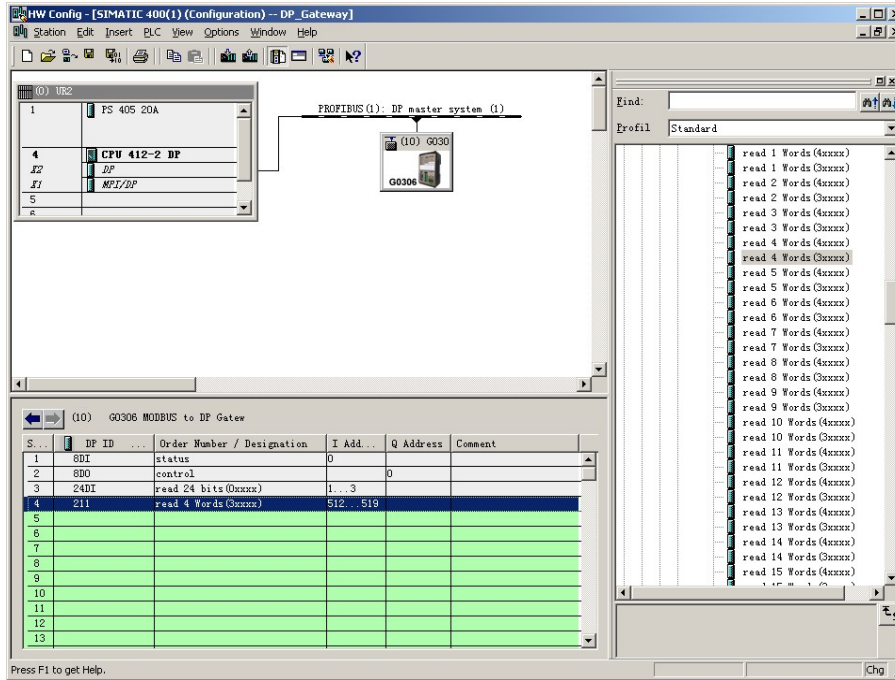 HW Config - [SIMATIC 400(1) (Configuration) -- DP_Gateway]
Station Edit Insert PLC View Options Window Help
(0) UR2
1 PS 405 20A
4 CPU 412-2 DP
X2 DP
X1 MPI/DP
5
6
PROFIBUS(1): DP master system (1)
(10) G030
G0306
Find:
Profil Standard
read 1 Words(4xxxx)
read 1 Words(3xxxx)
read 2 Words(4xxxx)
read 2 Words(3xxxx)
read 3 Words(4xxxx)
read 3 Words(3xxxx)
read 4 Words(4xxxx)
read 4 Words(3xxxx)
read 5 Words(4xxxx)
read 5 Words(3xxxx)
read 6 Words(4xxxx)
read 6 Words(3xxxx)
read 7 Words(4xxxx)
read 7 Words(3xxxx)
read 8 Words(4xxxx)
read 8 Words(3xxxx)
read 9 Words(4xxxx)
read 9 Words(3xxxx)
read 10 Words(4xxxx)
read 10 Words(3xxxx)
read 11 Words(4xxxx)
read 11 Words(3xxxx)
read 12 Words(4xxxx)
read 12 Words(3xxxx)
read 13 Words(4xxxx)
read 13 Words(3xxxx)
read 14 Words(4xxxx)
read 14 Words(3xxxx)
read 15 Words(4xxxx)
(10) G0306 MODBUS to DP Gatew
S... DP ID ... Order Number / Designation I Add... Q Address Comment
1 8DI status 0
2 8DO control 0
3 24DI read 24 bits(0xxxx) 1...3
4 211 read 4 Words(3xxxx) 512...519
5
6
7
8
9
10
11
12
13
Press F1 to get Help.
Chg